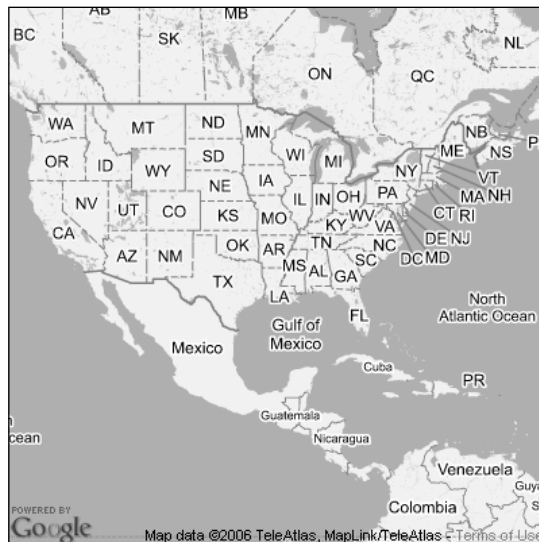 AB
MB
BC
SK
NL
ON
QC
WA
MT
ND
MN
NB
P
OR
ID
SD
WI
MI
NY
ME
NS
WY
NE
IA
VT
NV
UT
CO
KS
MO
IL
IN
OH
PA
MA NH
CA
KY
WV
VA
CT RI
AZ
NM
OK
AR
TN
NC
DE NJ
TX
MS
AL
GA
SC
DC MD
LA
FL
North
Atlantic Ocean
Gulf of
Mexico
Mexico
Cuba
PR
Guatemala
Nicaragua
n
cean
Venezuela
Guya
S
Colombia
POWERED BY
Google
Map data ©2006 TeleAtlas, MapLink/TeleAtlas - Terms of Use